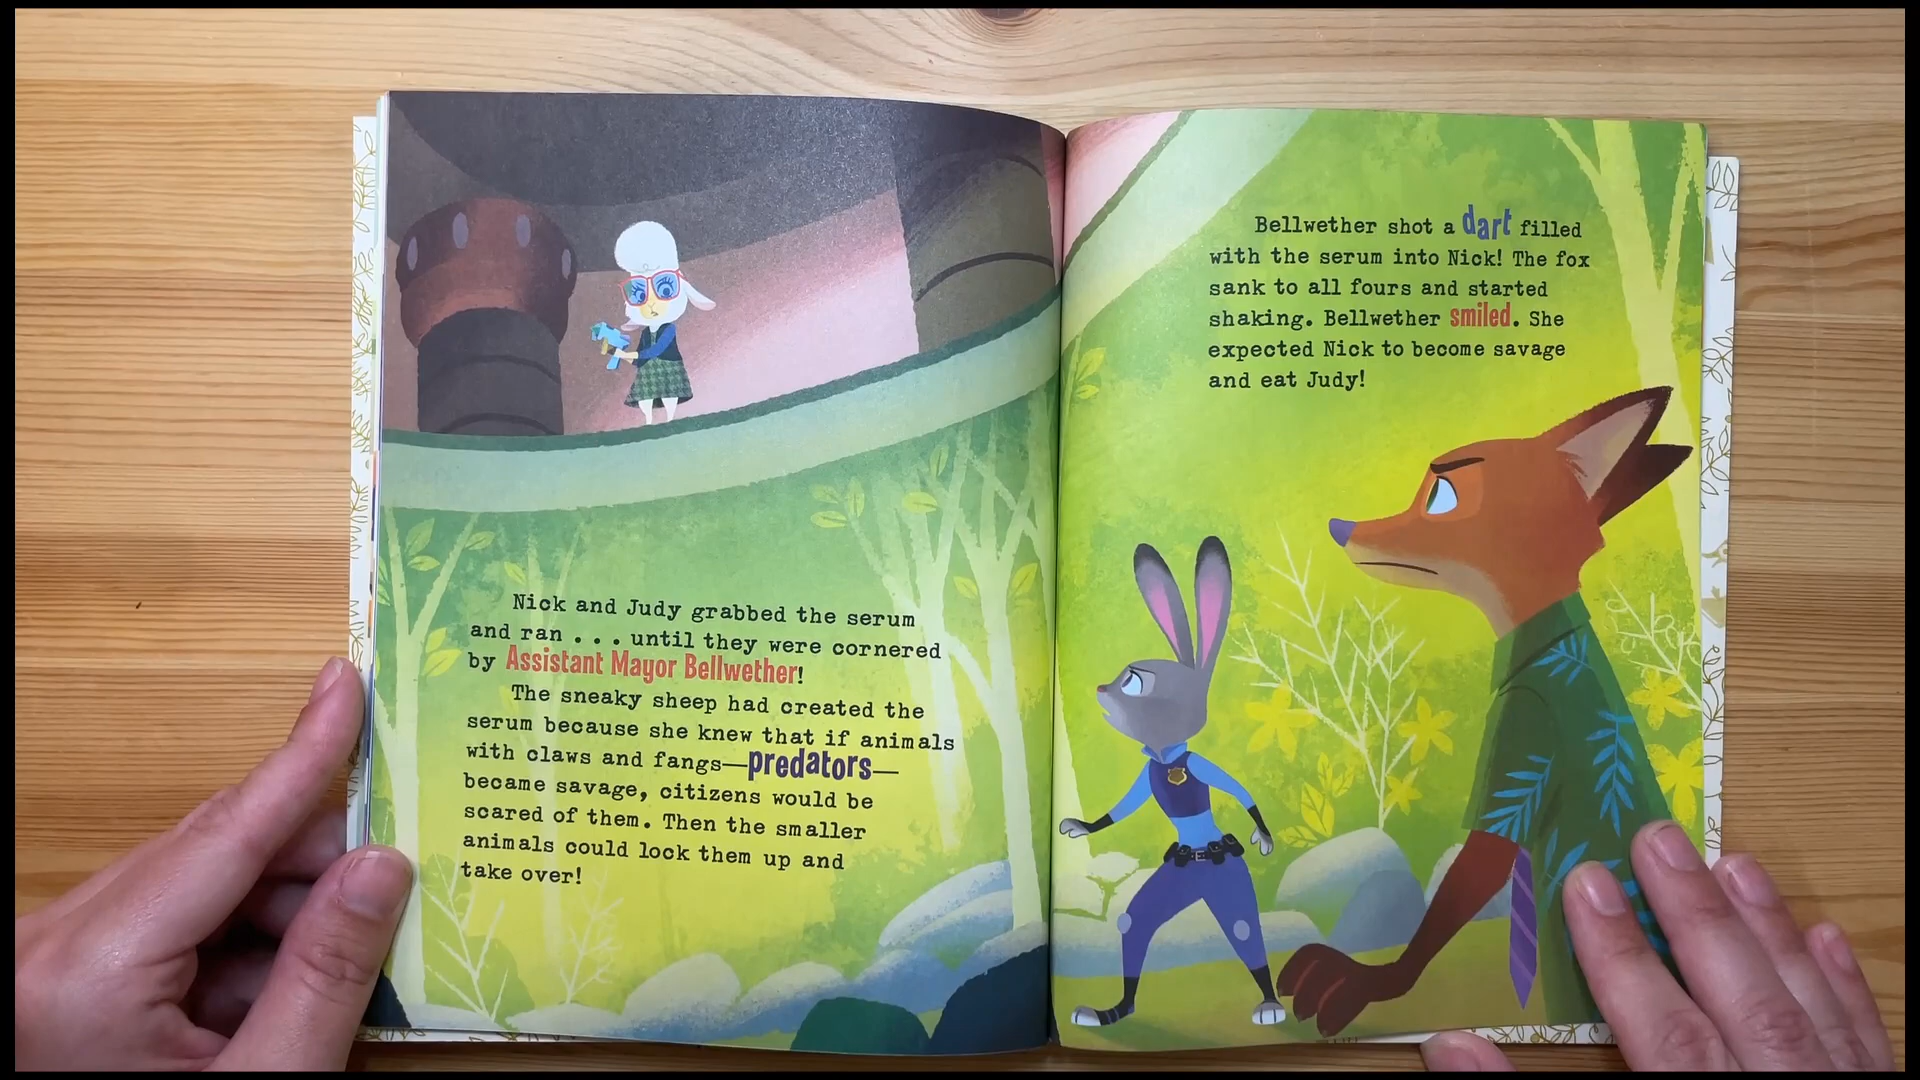 Nick and Judy grabbed the serum
and ran . . . until they were cornered
by Assistant Mayor Bellwether!
The sneaky sheep had created the
serum because she knew that if animals
with claws and fangs—predators—
became savage, citizens would be
scared of them. Then the smaller
animals could lock them up and
take over!
Bellwether shot a dart filled
with the serum into Nick! The fox
sank to all fours and started
shaking. Bellwether smiled. She
expected Nick to become savage
and eat Judy!